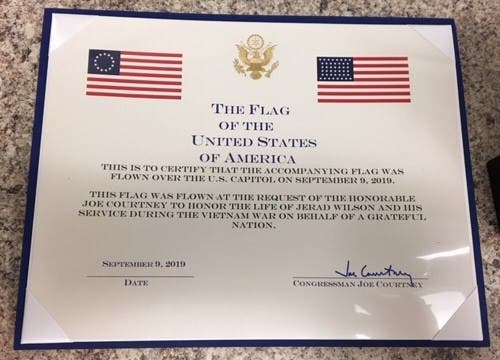 THE FLAG
OF THE
UNITED STATES
OF AMERICA
THIS IS TO CERTIFY THAT THE ACCOMPANYING FLAG WAS
FLOWN OVER THE U.S. CAPITOL ON SEPTEMBER 9, 2019.
THIS FLAG WAS FLOWN AT THE REQUEST OF THE HONORABLE
JOE COURTNEY TO HONOR THE LIFE OF JERAD WILSON AND HIS
SERVICE DURING THE VIETNAM WAR ON BEHALF OF A GRATEFUL
NATION.
SEPTEMBER 9, 2019
Joe Courtney
DATE
CONGRESSMAN JOE COURTNEY